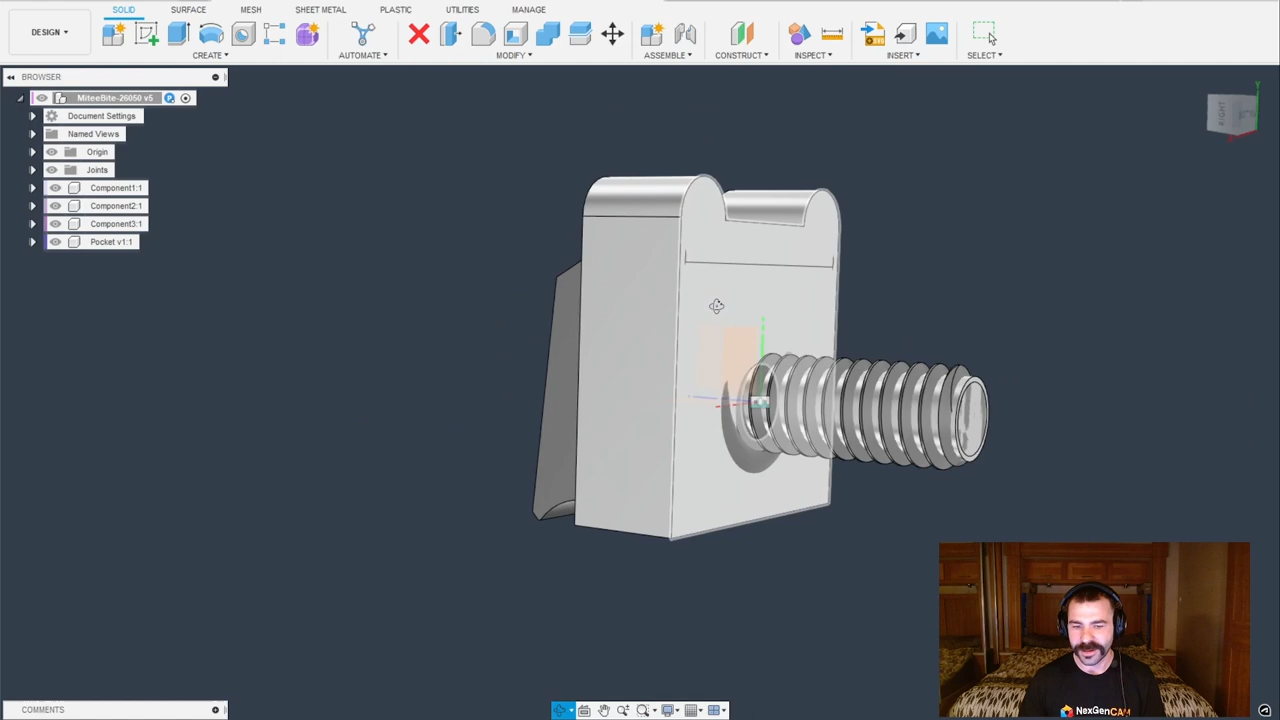 SOLID SURFACE MESH SHEET METAL PLASTIC UTILITIES MANAGE
DESIGN
CREATE AUTOMATE MODIFY ASSEMBLE CONSTRUCT INSPECT INSERT SELECT
BROWSER
MiteeBite-26050 v5
Document Settings
Named Views
Origin
Joints
Component1:1
Component2:1
Component3:1
Pocket v1:1
RIGHT
Y
NexGenCAM
COMMENTS